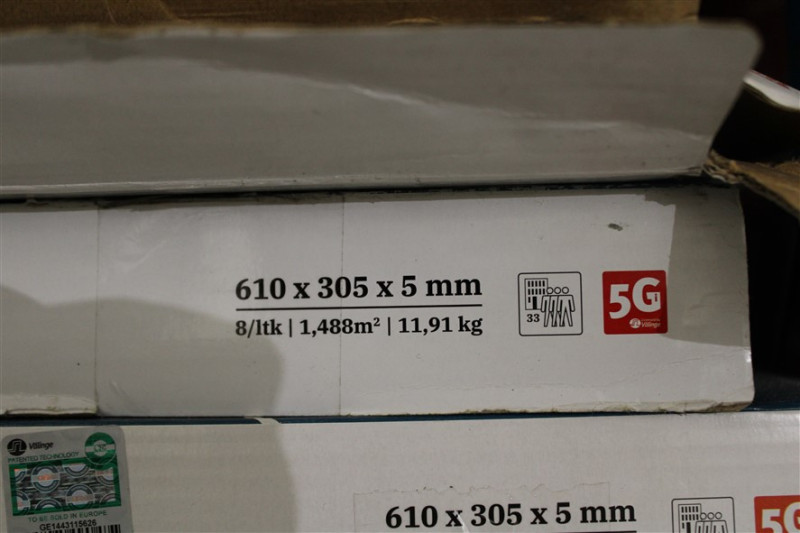 610 x 305 x 5 mm
8/ltk | 1,488m² | 11,91 kg
33
5Gi
Välinge
Välinge
PATENTED TECHNOLOGY
TO BE SOLD IN EUROPE
GE1443115626
610 x 305 x 5 mm
5G